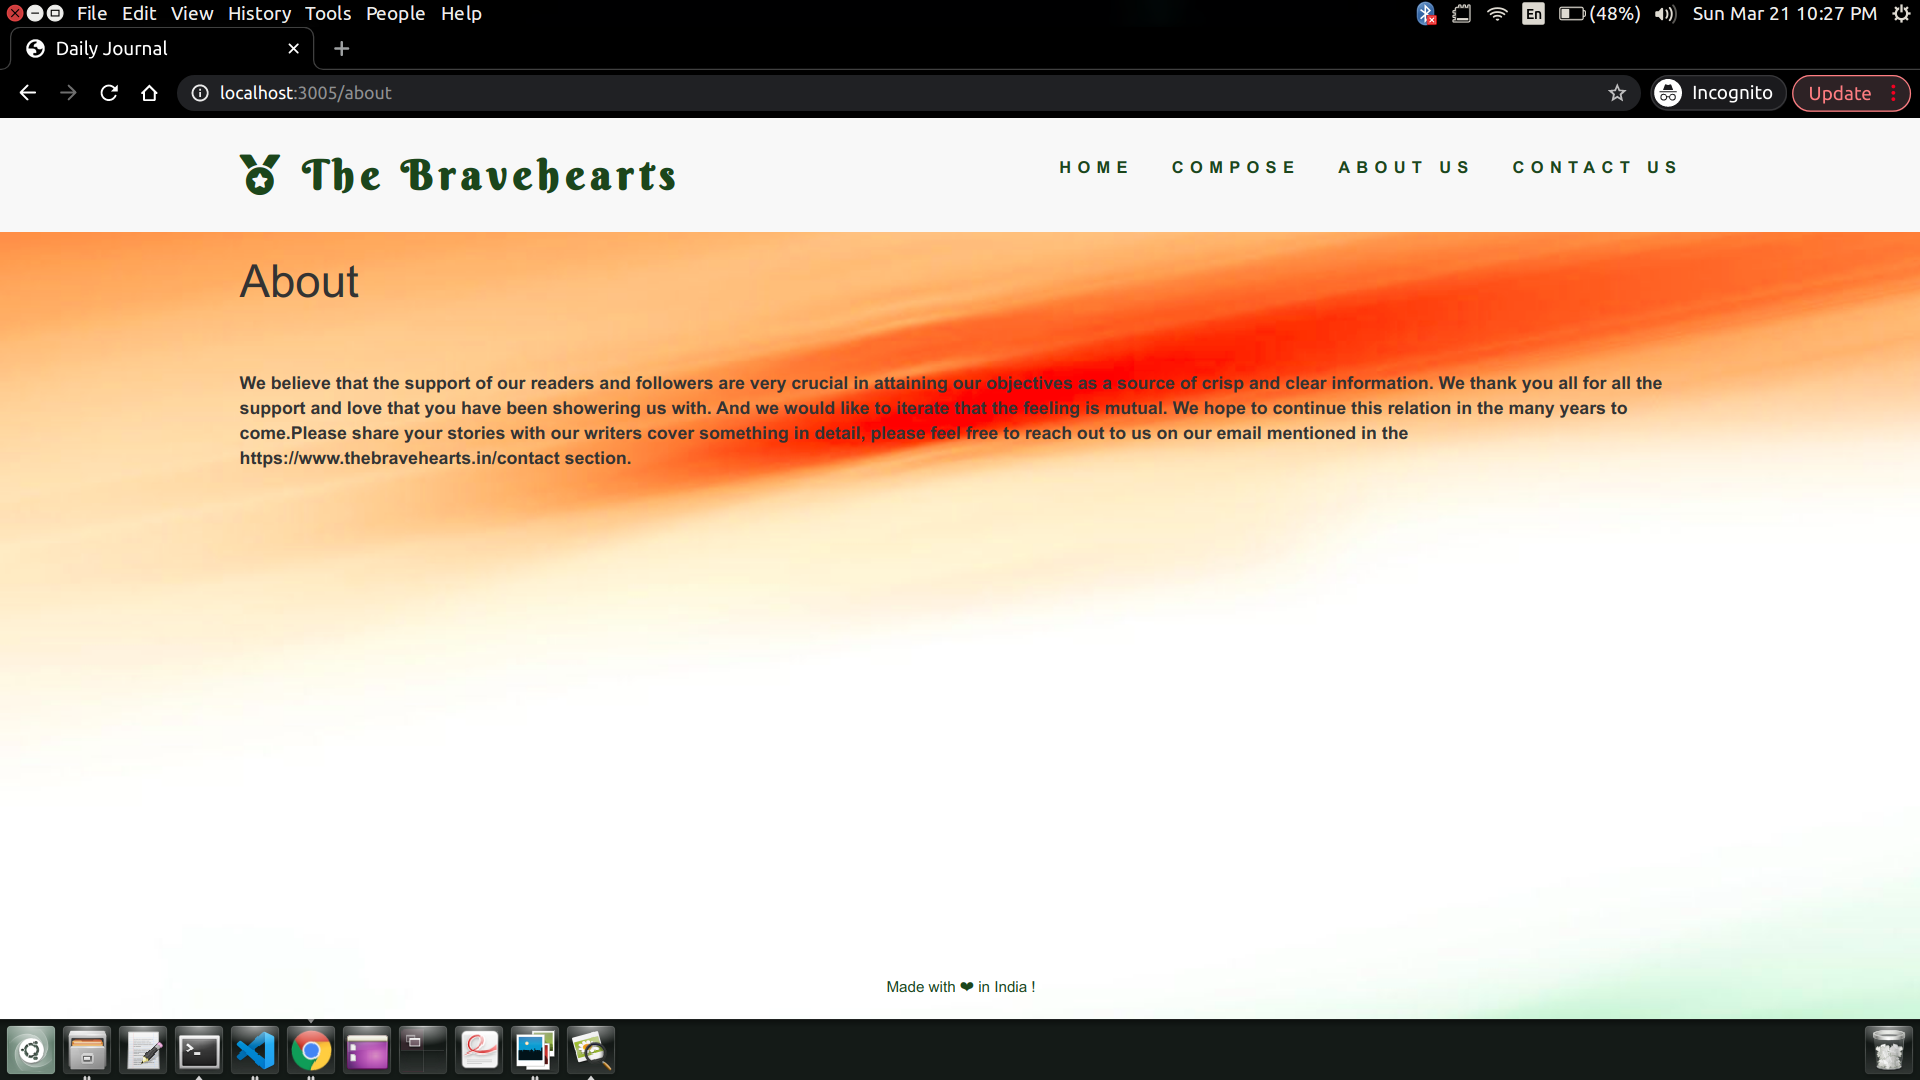 File Edit View History Tools People Help
En (48%) Sun Mar 21 10:27 PM
Daily Journal
localhost:3005/about
Incognito
Update
The Bravehearts
HOME COMPOSE ABOUT US CONTACT US
About
We believe that the support of our readers and followers are very crucial in attaining our objectives as a source of crisp and clear information. We thank you all for all the
support and love that you have been showering us with. And we would like to iterate that the feeling is mutual. We hope to continue this relation in the many years to
come.Please share your stories with our writers cover something in detail, please feel free to reach out to us on our email mentioned in the
https://www.thebravehearts.in/contact section.
Made with ❤ in India !